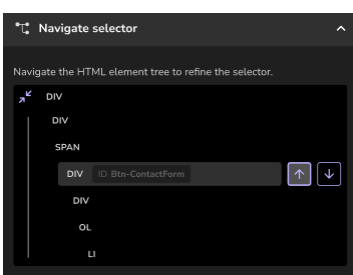 Navigate selector
Navigate the HTML element tree to refine the selector.
DIV
DIV
SPAN
DIV ID Btn-ContactForm
DIV
OL
LI